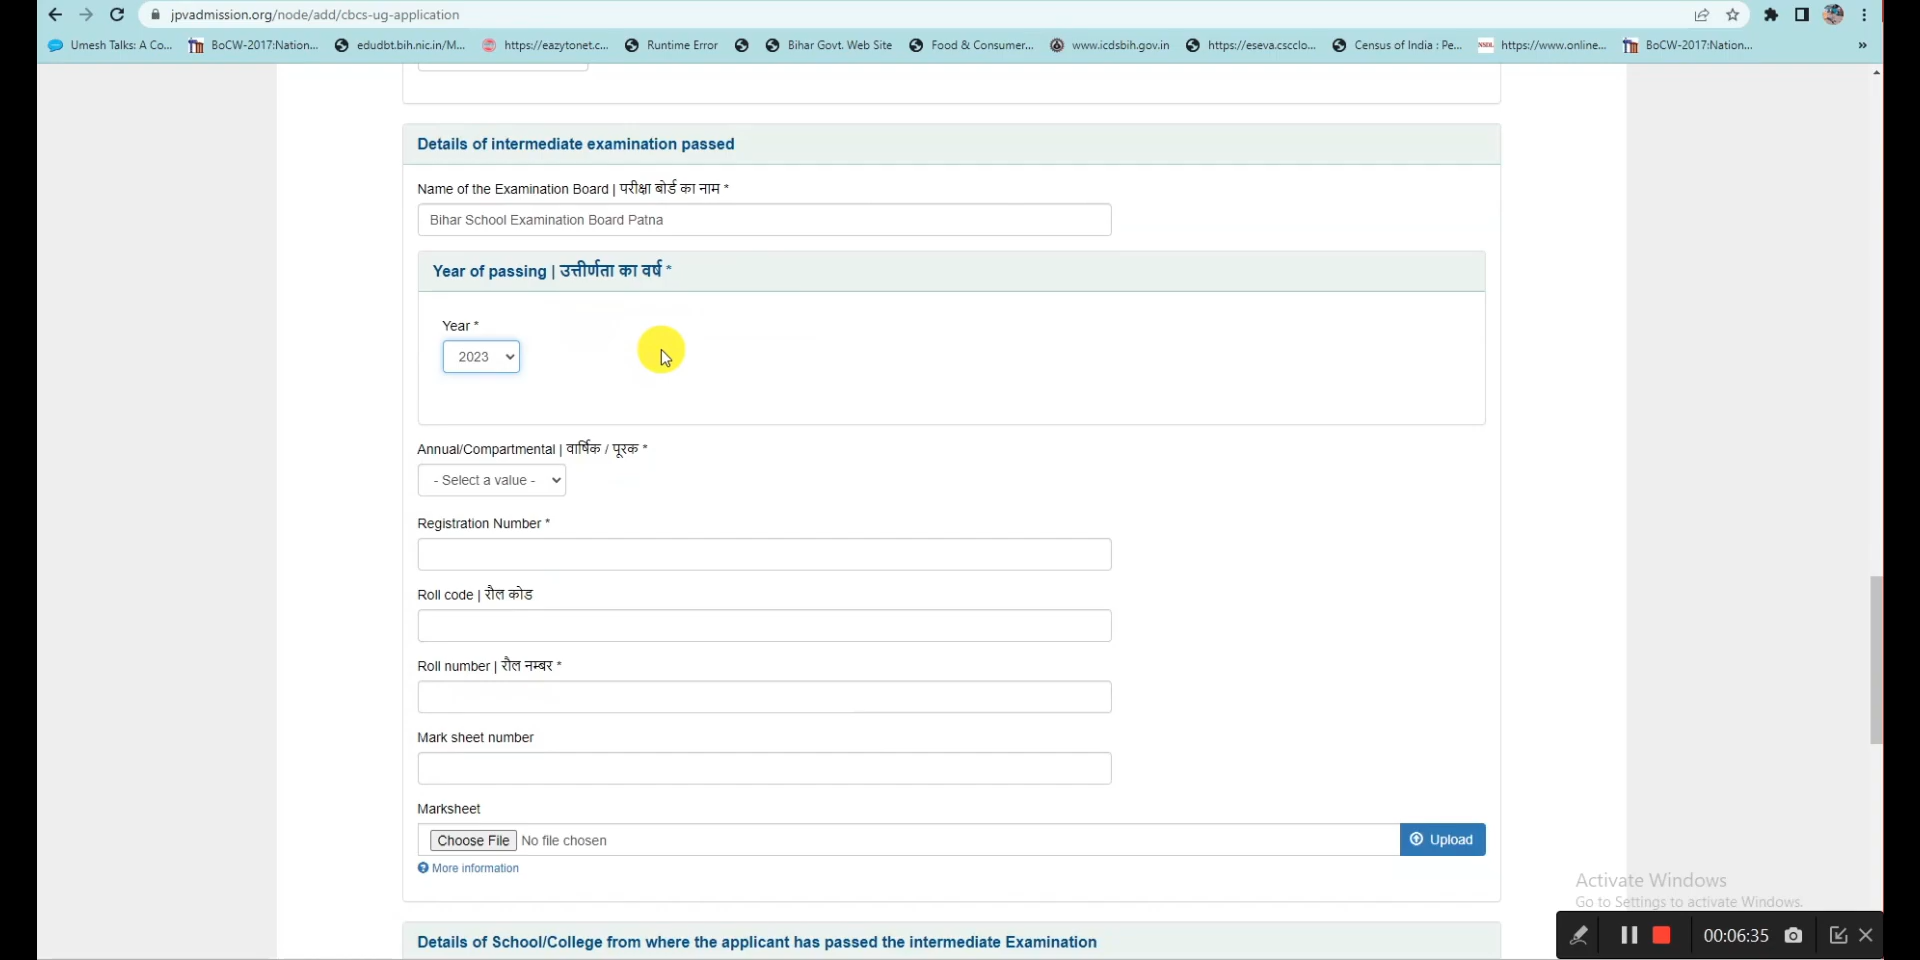 jpvadmission.org/node/add/cbcs-ug-application
Umesh Talks: A Co... BoCW-2017:Nation... edudbt.bih.nic.in/M... https://eazytonet.c... Runtime Error Bihar Govt. Web Site Food & Consumer... www.icdsbih.gov.in https://eseva.cscclo... Census of India : Pe... NSDL https://www.online... BoCW-2017:Nation... »
Details of intermediate examination passed
Name of the Examination Board | परीक्षा बोर्ड का नाम *
Bihar School Examination Board Patna
Year of passing | उत्तीर्णता का वर्ष *
Year *
2023
Annual/Compartmental | वार्षिक / पूरक *
- Select a value -
Registration Number *
Roll code | रौल कोड
Roll number | रौल नम्बर *
Mark sheet number
Marksheet
Choose File No file chosen Upload
More information
Activate Windows
Go to Settings to activate Windows.
Details of School/College from where the applicant has passed the intermediate Examination
00:06:35